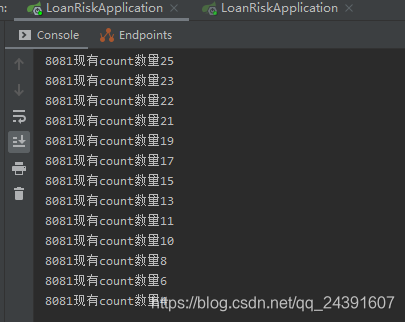 n:
LoanRiskApplication
LoanRiskApplication
Console
Endpoints
8081现有count数量25
8081现有count数量23
8081现有count数量22
8081现有count数量21
8081现有count数量19
8081现有count数量17
8081现有count数量15
8081现有count数量13
8081现有count数量11
8081现有count数量10
8081现有count数量8
8081现有count数量6
8081现有count数量
https://blog.csdn.net/qq_24391607